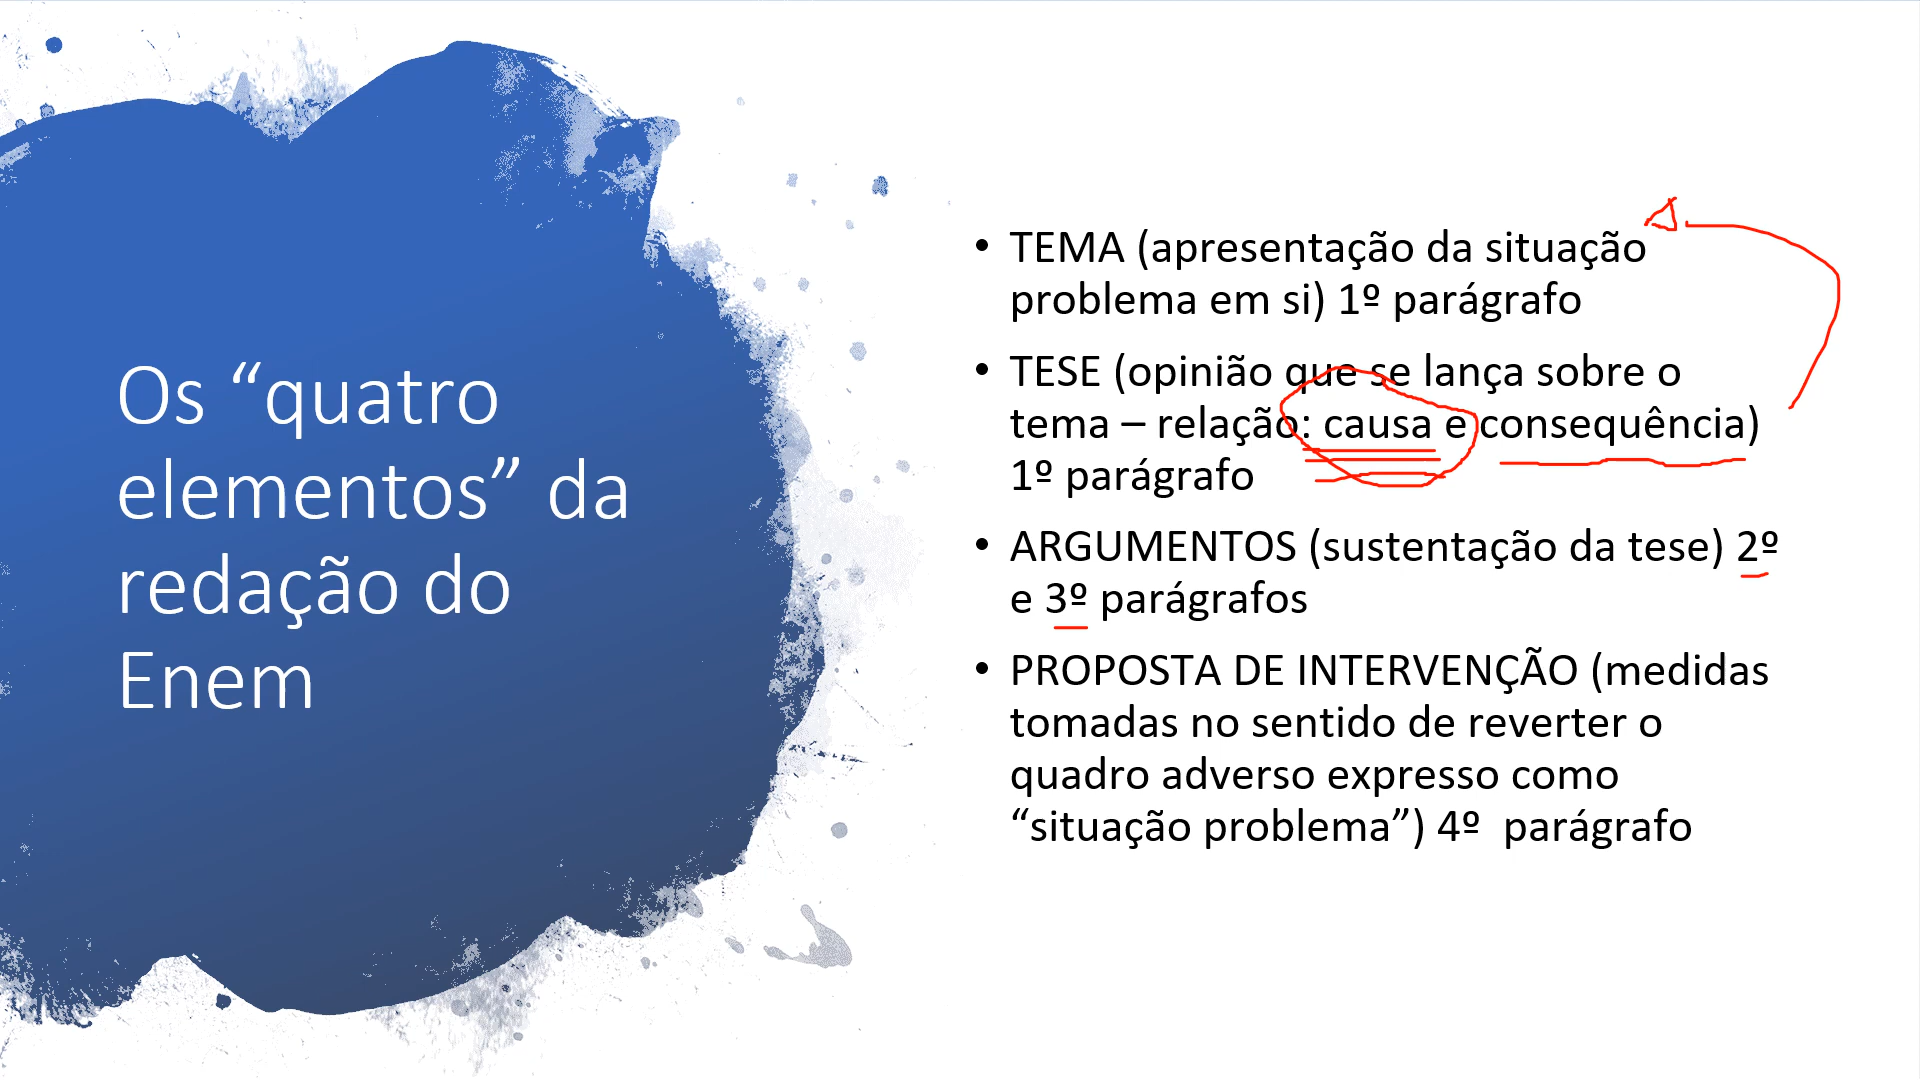 Os “quatro
elementos” da
redação do
Enem
• TEMA (apresentação da situação
problema em si) 1º parágrafo
• TESE (opinião que se lança sobre o
tema – relação: causa e consequência)
1º parágrafo
• ARGUMENTOS (sustentação da tese) 2º
e 3º parágrafos
• PROPOSTA DE INTERVENÇÃO (medidas
tomadas no sentido de reverter o
quadro adverso expresso como
“situação problema”) 4º  parágrafo